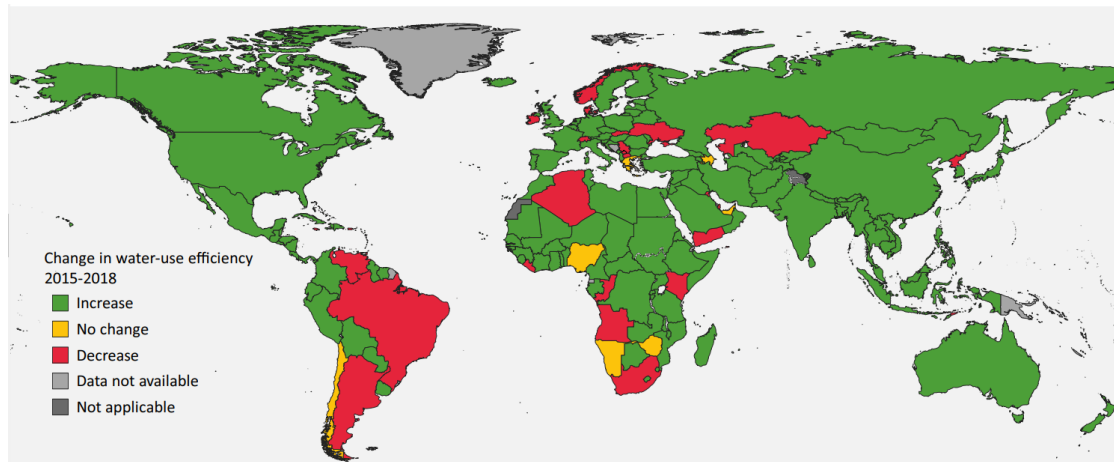 Change in water-use efficiency
2015-2018
Increase
No change
Decrease
Data not available
Not applicable